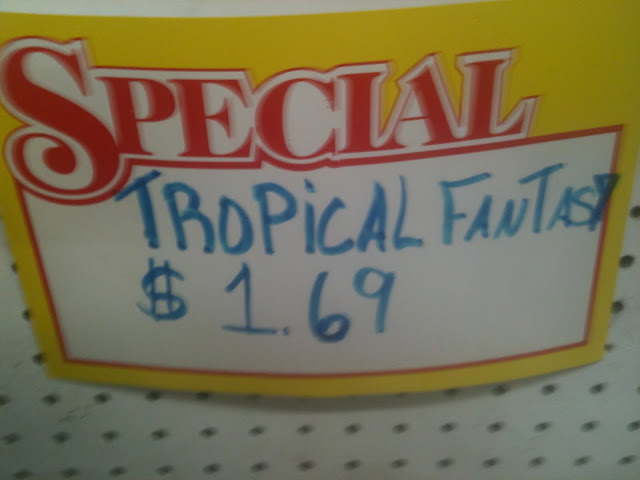 SPECIAL
TROPiCAL FANTASY
$ 1.69